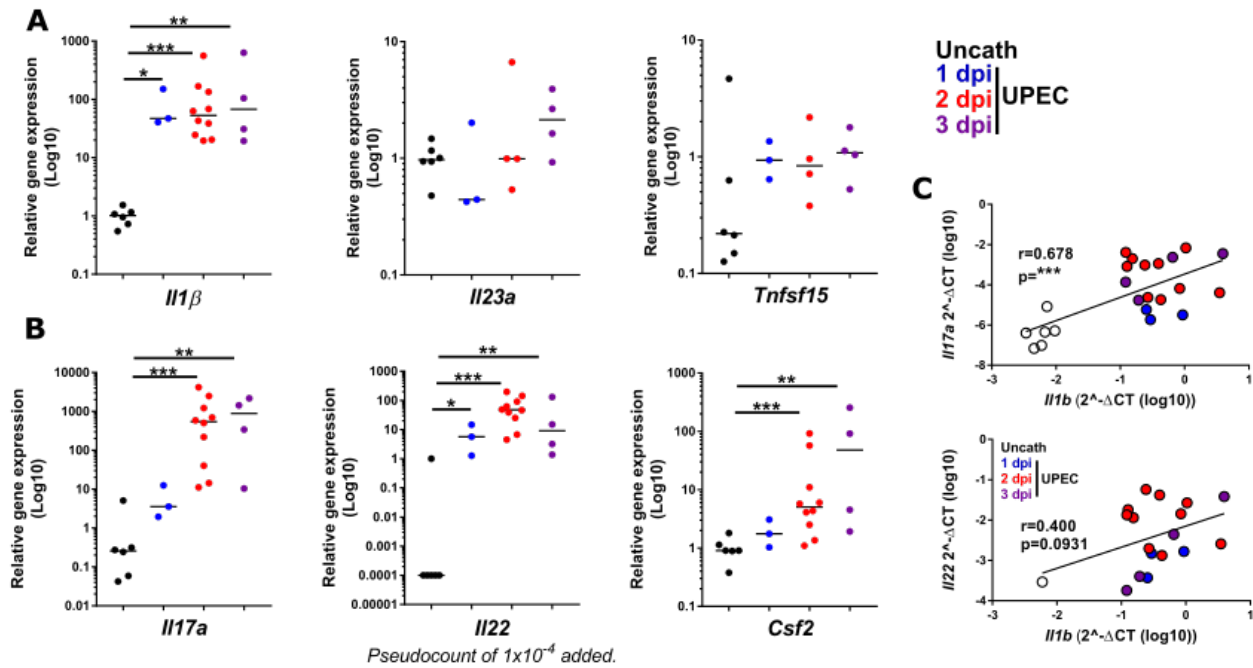 A
Relative gene expression
(Log10)
1000
100
10
1
0.1
*
***
**
Il1β
Relative gene expression
(Log10)
10
1
0.1
Il23a
Relative gene expression
(Log10)
10
1
0.1
Tnfsf15
Uncath
1 dpi
2 dpi
3 dpi
UPEC
B
Relative gene expression
(Log10)
10000
1000
100
10
1
0.1
0.01
***
**
Il17a
Relative gene expression
(Log10)
1000
100
10
1
0.1
0.001
0.0001
0.00001
*
***
**
Il22
Pseudocount of 1x10⁻⁴ added.
Relative gene expression
(Log10)
1000
100
10
1
0.1
***
**
Csf2
C
Il17a 2^-ΔCT (log10)
0
-2
-4
-6
-8
r=0.678
p=***
-3
-2
-1
0
1
Il1b (2^-ΔCT (log10))
Il22 2^-ΔCT (log10)
0
-1
-2
-3
-4
Uncath
1 dpi
2 dpi
3 dpi
UPEC
r=0.400
p=0.0931
-3
-2
-1
0
1
Il1b (2^-ΔCT (log10))